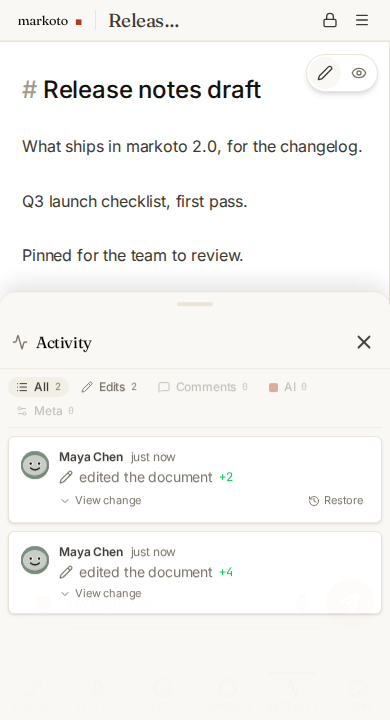 markoto
Releas...
# Release notes draft
What ships in markoto 2.0, for the changelog.
Q3 launch checklist, first pass.
Pinned for the team to review.
Activity
All 2 Edits 2 Comments 0 AI 0
Meta 0
Maya Chen just now
edited the document +2
View change Restore
Maya Chen just now
edited the document +4
View change